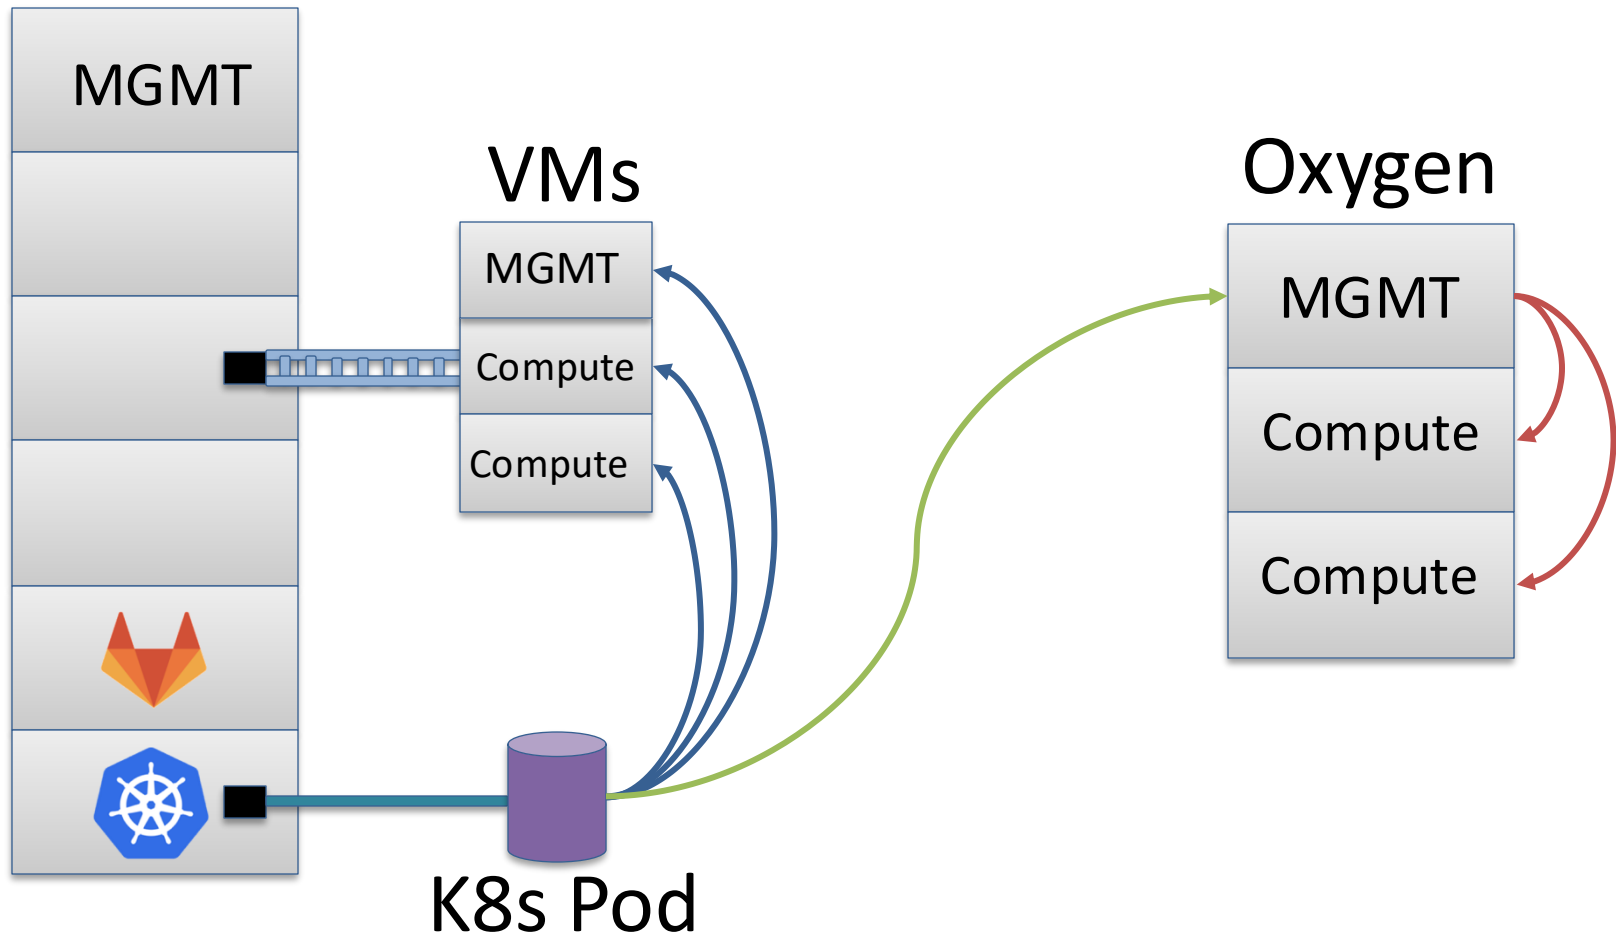 MGMT
VMs
MGMT
Compute
Compute
K8s Pod
Oxygen
MGMT
Compute
Compute